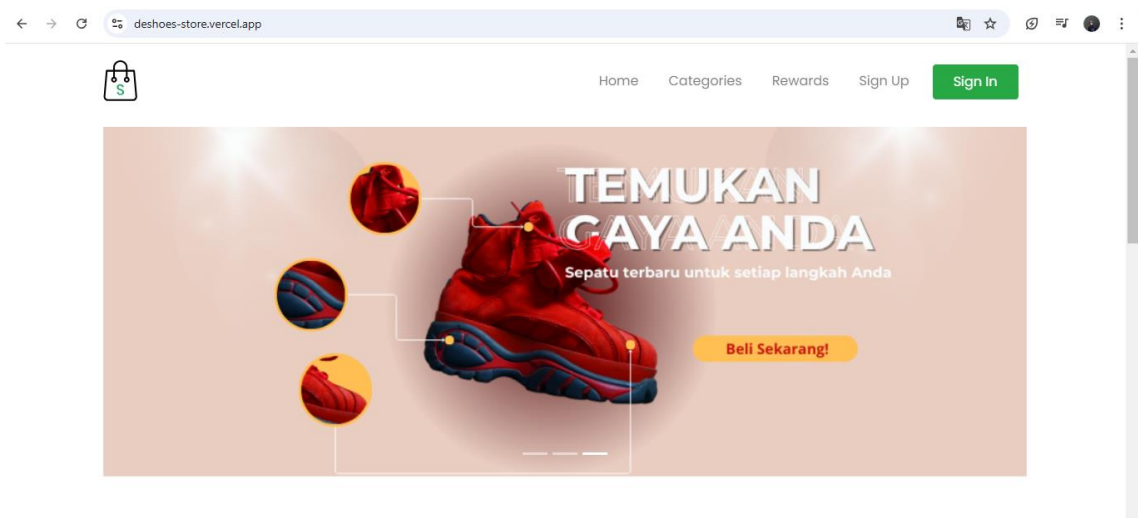 deshoes-store.vercel.app
S
Home Categories Rewards Sign Up Sign In
TEMUKAN
GAYA ANDA
Sepatu terbaru untuk setiap langkah Anda
Beli Sekarang!